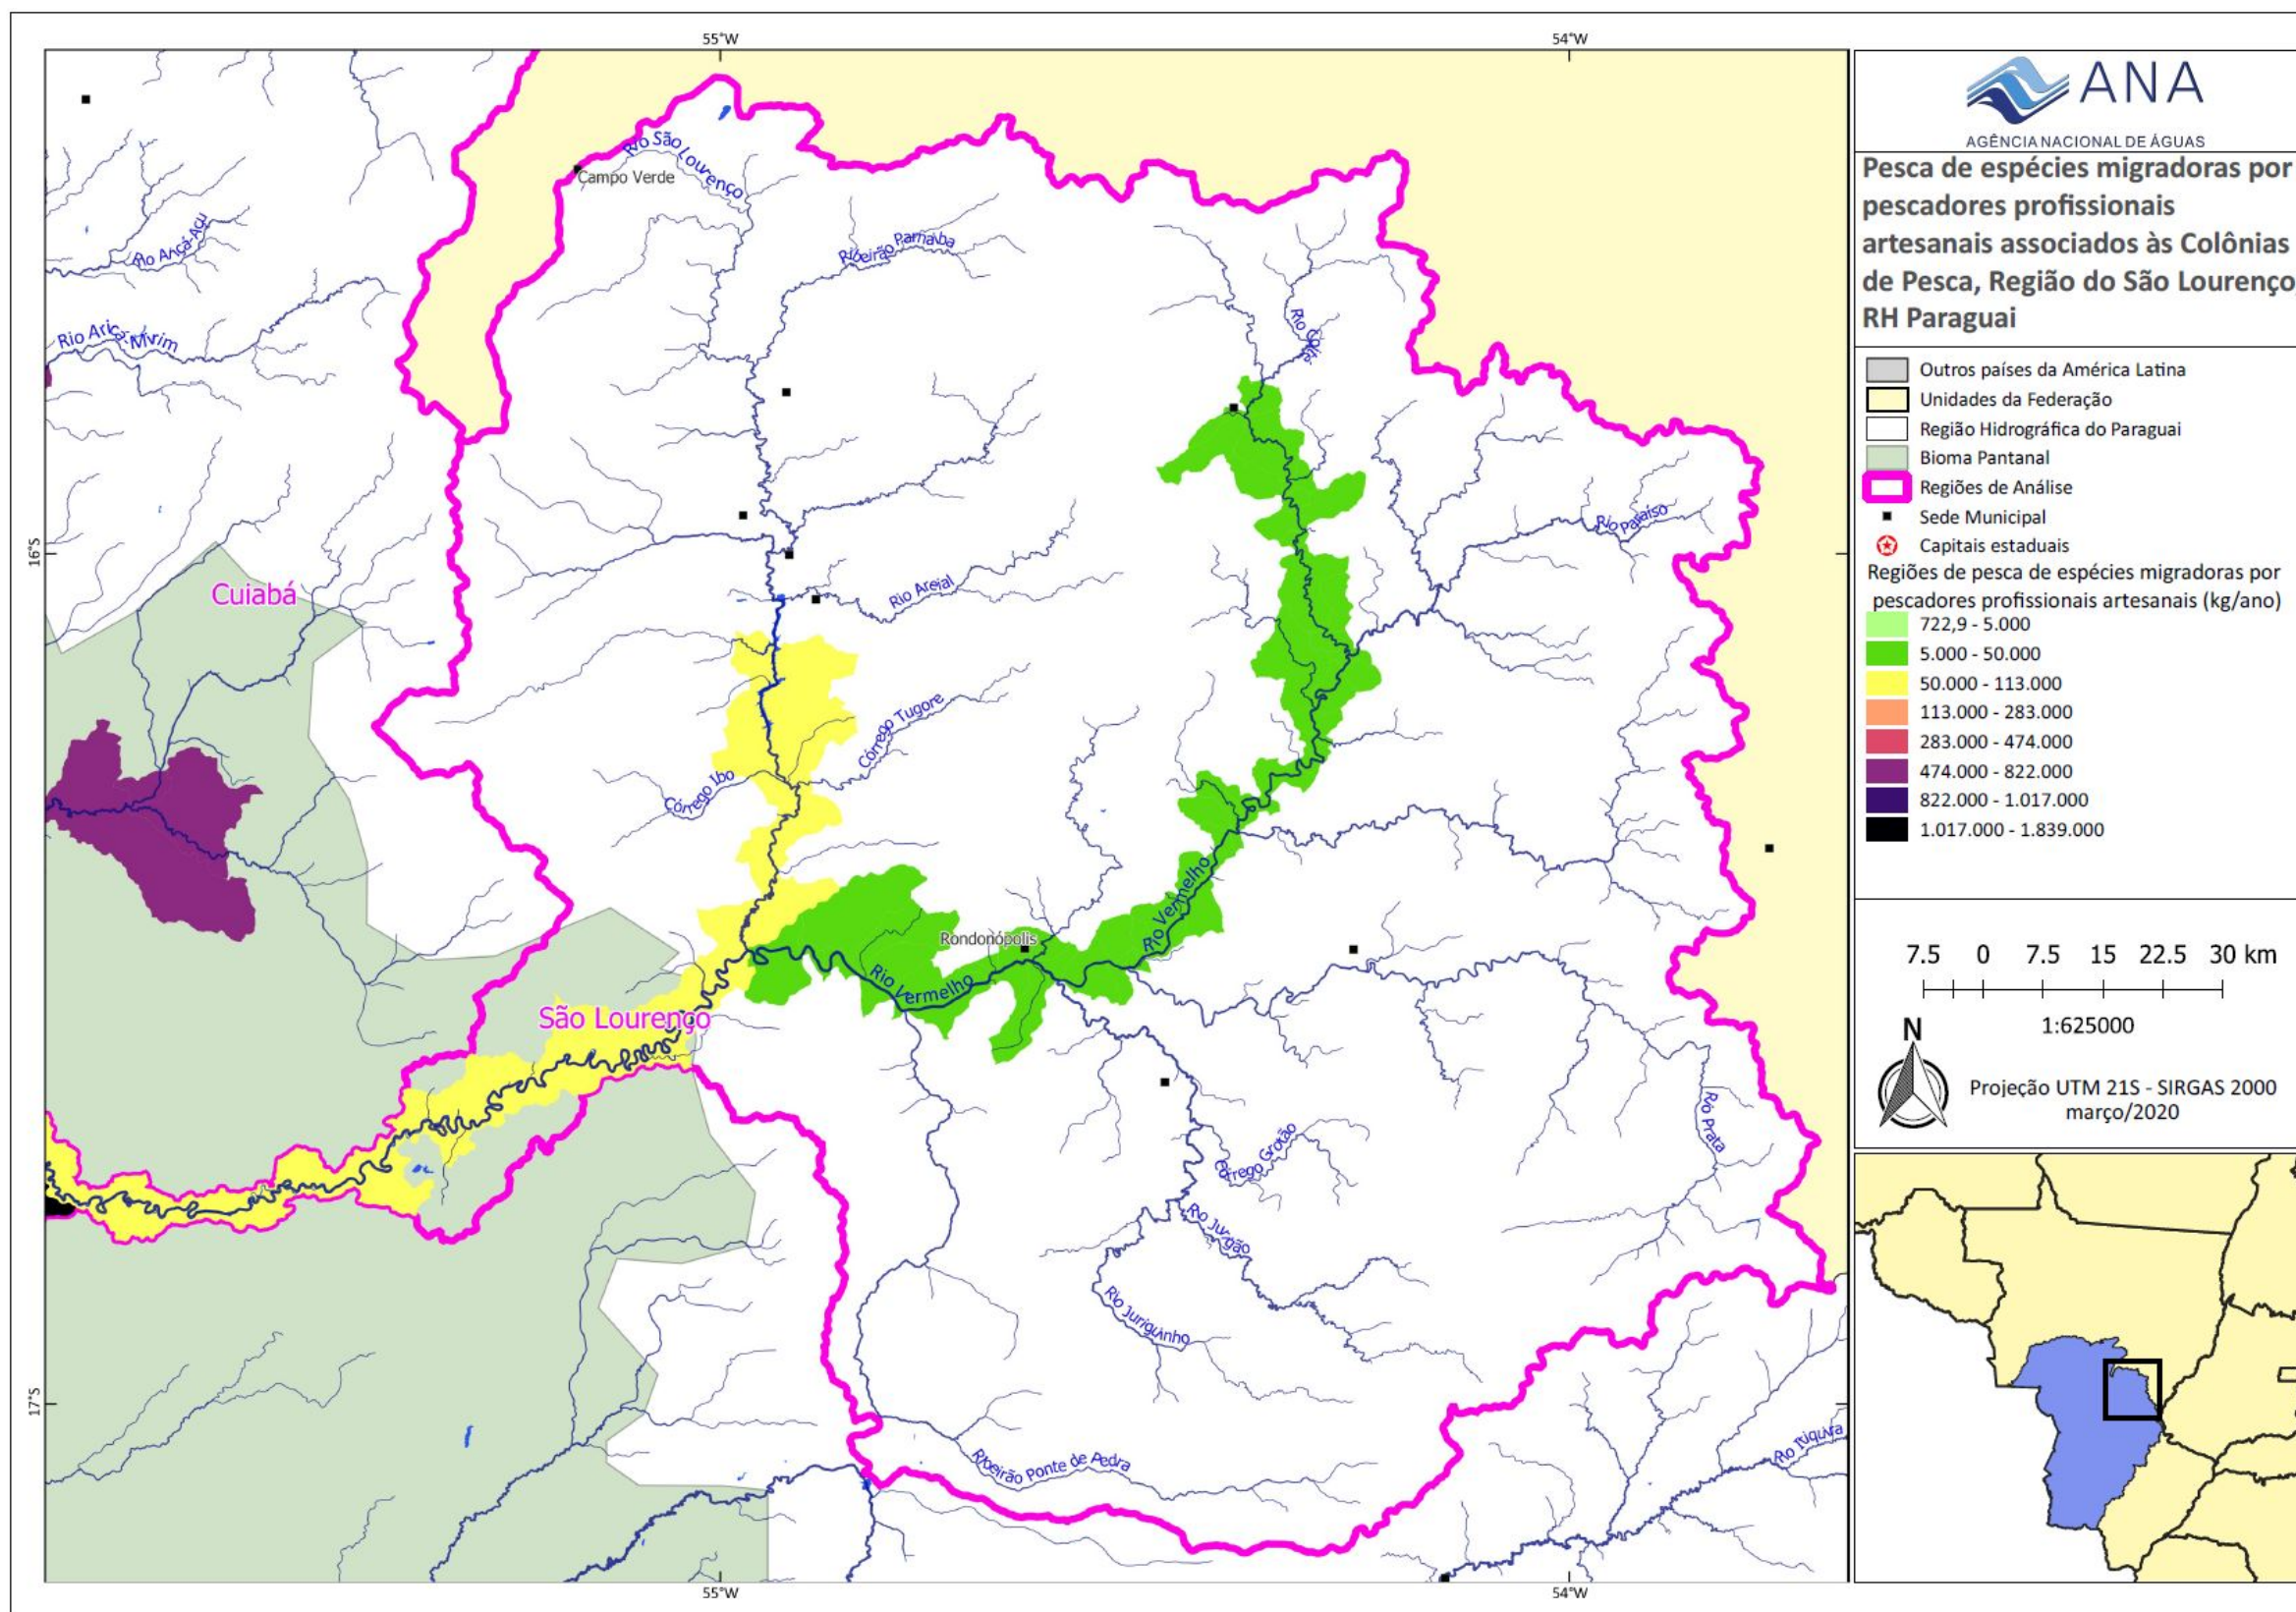 55°W
54°W
ANA
AGÊNCIA NACIONAL DE ÁGUAS
Pesca de espécies migradoras por
pescadores profissionais
artesanais associados às Colônias
de Pesca, Região do São Lourenço,
RH Paraguai
Outros países da América Latina
Unidades da Federação
Região Hidrográfica do Paraguai
Bioma Pantanal
Regiões de Análise
Sede Municipal
Capitais estaduais
Regiões de pesca de espécies migradoras por
pescadores profissionais artesanais (kg/ano)
722,9 - 5.000
5.000 - 50.000
50.000 - 113.000
113.000 - 283.000
283.000 - 474.000
474.000 - 822.000
822.000 - 1.017.000
1.017.000 - 1.839.000
7.5 0 7.5 15 22.5 30 km
1:625000
N
Projeção UTM 21S - SIRGAS 2000
março/2020
Rio São Lourenço
Campo Verde
Rio Ariçá-Açu
Ribeirão Parnaíba
Rio Aricá-Mirim
Rio Paraíso
16°S
Cuiabá
Rio Areial
Córrego Tugore
Córrego Ibo
Rio Vermelho
Rondonópolis
Rio Vermelho
São Lourenço
Rio Prata
Córrego Grotão
Rio Jurgão
Rio Juriguinho
17°S
Ribeirão Ponte de Pedra
Rio Itiquira
55°W
54°W